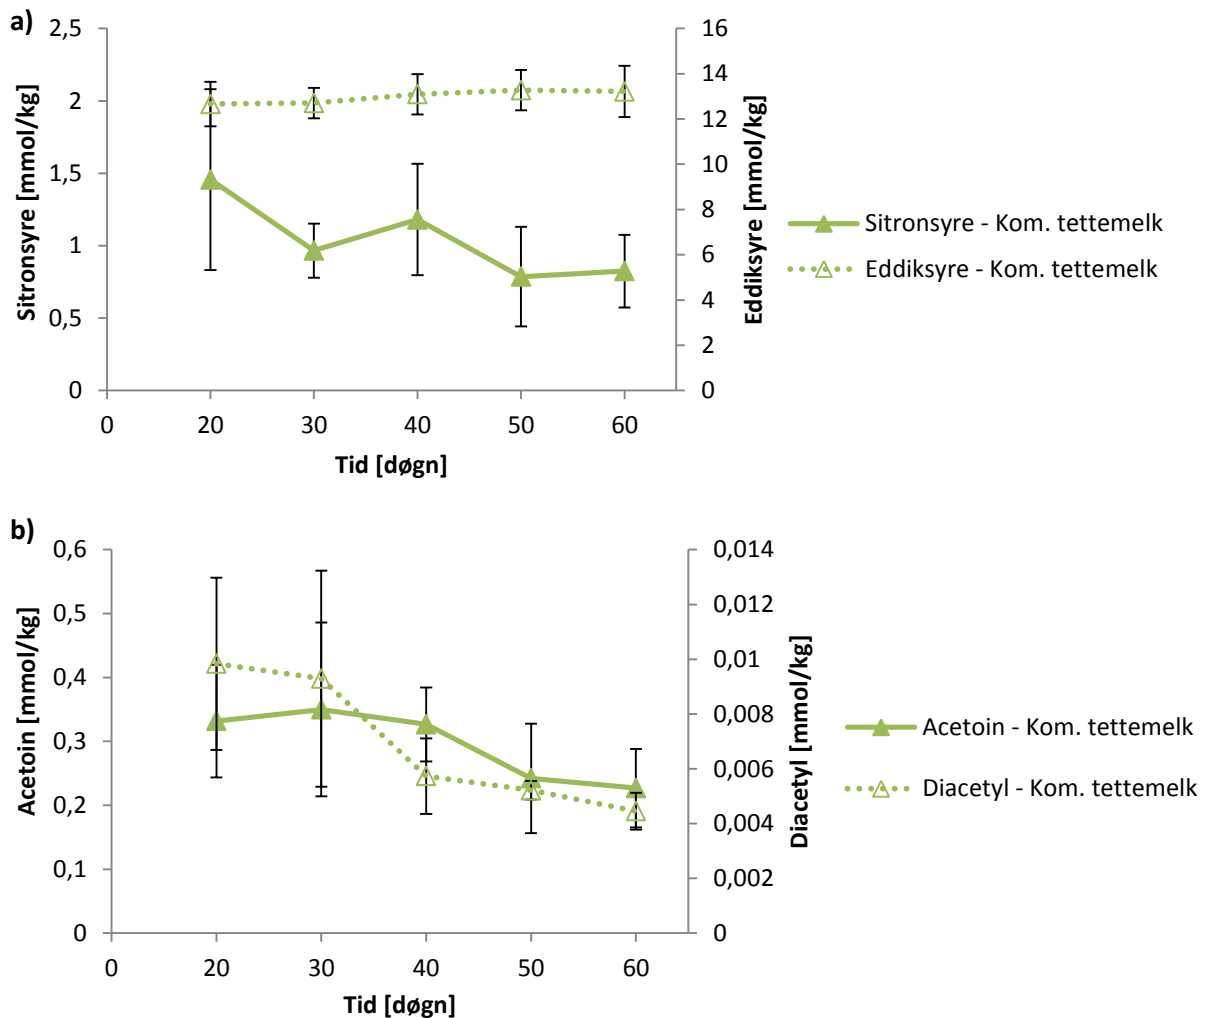 a)
2,5
2
1,5
1
0,5
0
Sitronsyre [mmol/kg]
16
14
12
10
8
6
4
2
0
Eddiksyre [mmol/kg]
0 20 30 40 50 60
Tid [døgn]
Sitronsyre - Kom. tettemelk
Eddiksyre - Kom. tettemelk
b)
0,6
0,5
0,4
0,3
0,2
0,1
0
Acetoin [mmol/kg]
0,014
0,012
0,01
0,008
0,006
0,004
0,002
0
Diacetyl [mmol/kg]
0 20 30 40 50 60
Tid [døgn]
Acetoin - Kom. tettemelk
Diacetyl - Kom. tettemelk